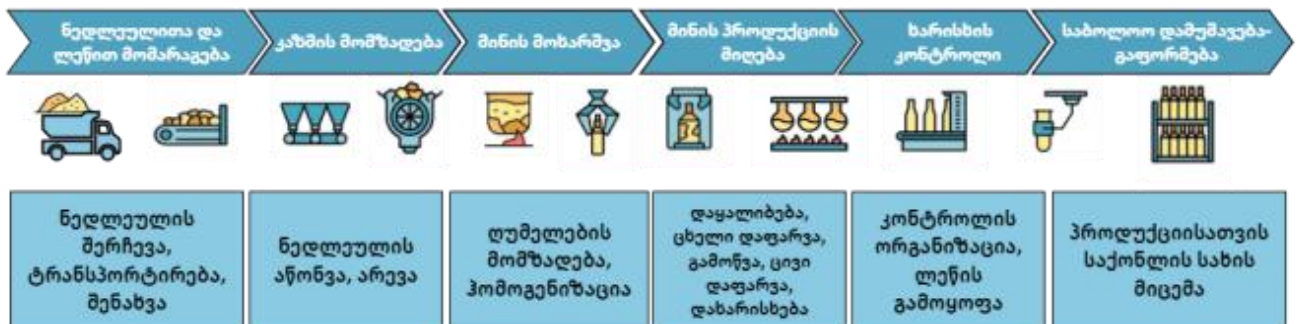 ნედლეულითა და
ლეწით მომარაგება
კაზმის მომზადება
მინის მოხარშვა
მინის პროდუქციის
მიღება
ხარისხის
კონტროლი
საბოლოო დამუშავება-
გაფორმება
ნედლეულის
შერჩევა,
ტრანსპორტირება,
შენახვა
ნედლეულის
აწონვა, არევა
ღუმელების
მომზადება,
ჰომოგენიზაცია
დაყალიბება,
ცხელი დაფარვა,
გამოწვა, ცივი
დაფარვა,
დახარისხება
კონტროლის
ორგანიზაცია,
ლეწის
გამოყოფა
პროდუქციისათვის
საქონლის სახის
მიცემა